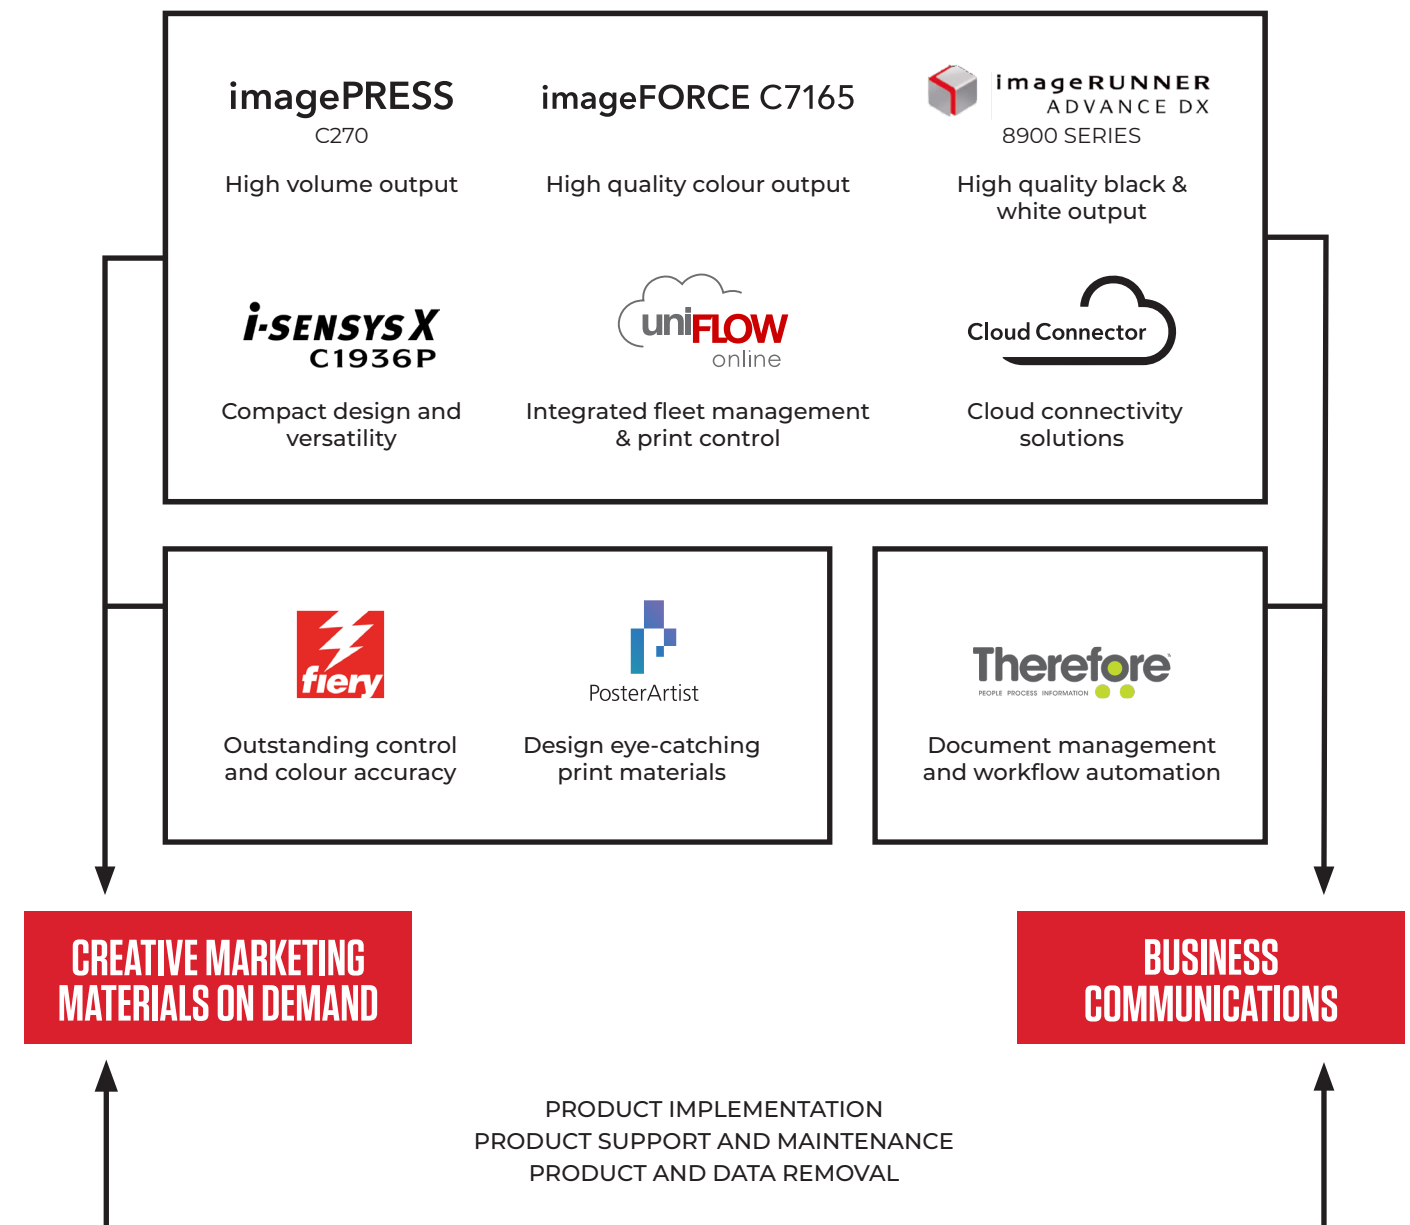 imagePRESS
C270
High volume output
imageFORCE C7165
High quality colour output
imageRUNNER
ADVANCE DX
8900 SERIES
High quality black &
white output
i-SENSYS X
C1936P
Compact design and
versatility
uniFLOW
online
Integrated fleet management
& print control
Cloud Connector
Cloud connectivity
solutions
fiery
Outstanding control
and colour accuracy
PosterArtist
Design eye-catching
print materials
Therefore
PEOPLE PROCESS INFORMATION
Document management
and workflow automation
CREATIVE MARKETING
MATERIALS ON DEMAND
BUSINESS
COMMUNICATIONS
PRODUCT IMPLEMENTATION
PRODUCT SUPPORT AND MAINTENANCE
PRODUCT AND DATA REMOVAL